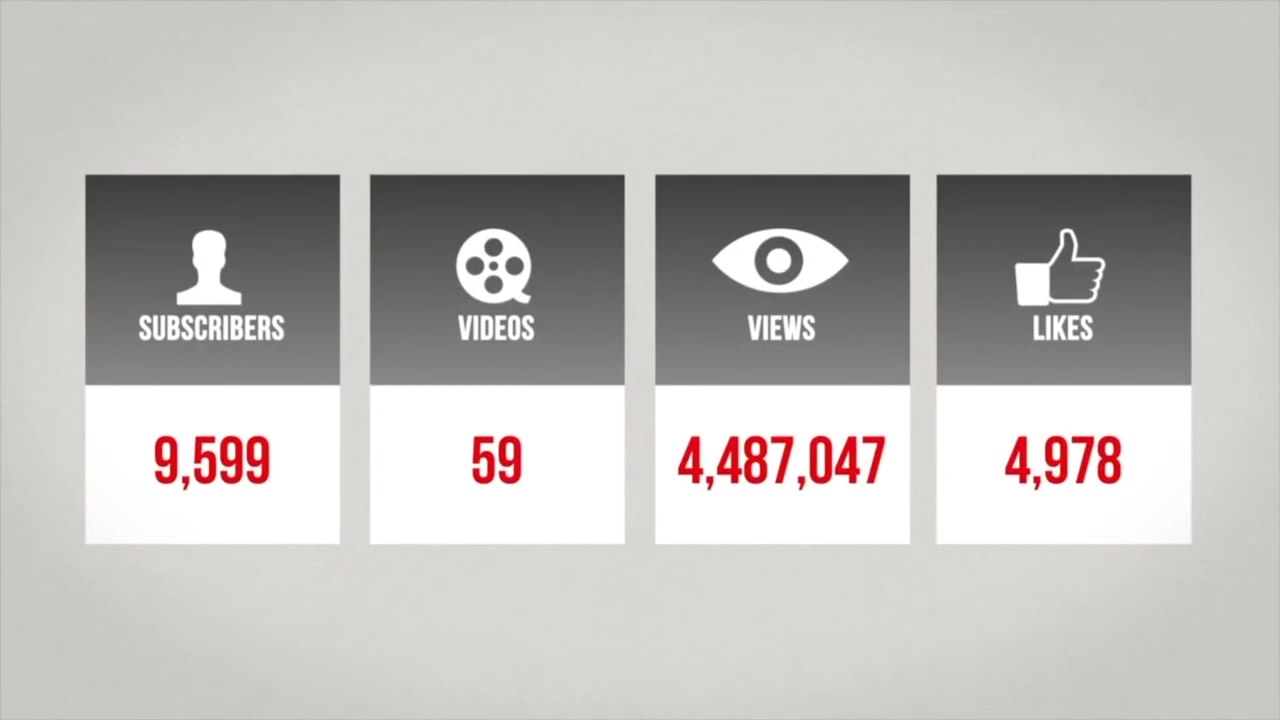 SUBSCRIBERS
9,599
VIDEOS
59
VIEWS
4,487,047
LIKES
4,978